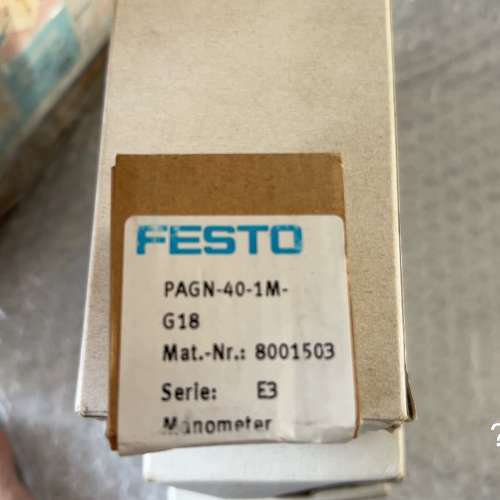 FESTO
PAGN-40-1M-
G18
Mat.-Nr.: 8001503
Serie: E3
Manometer
?